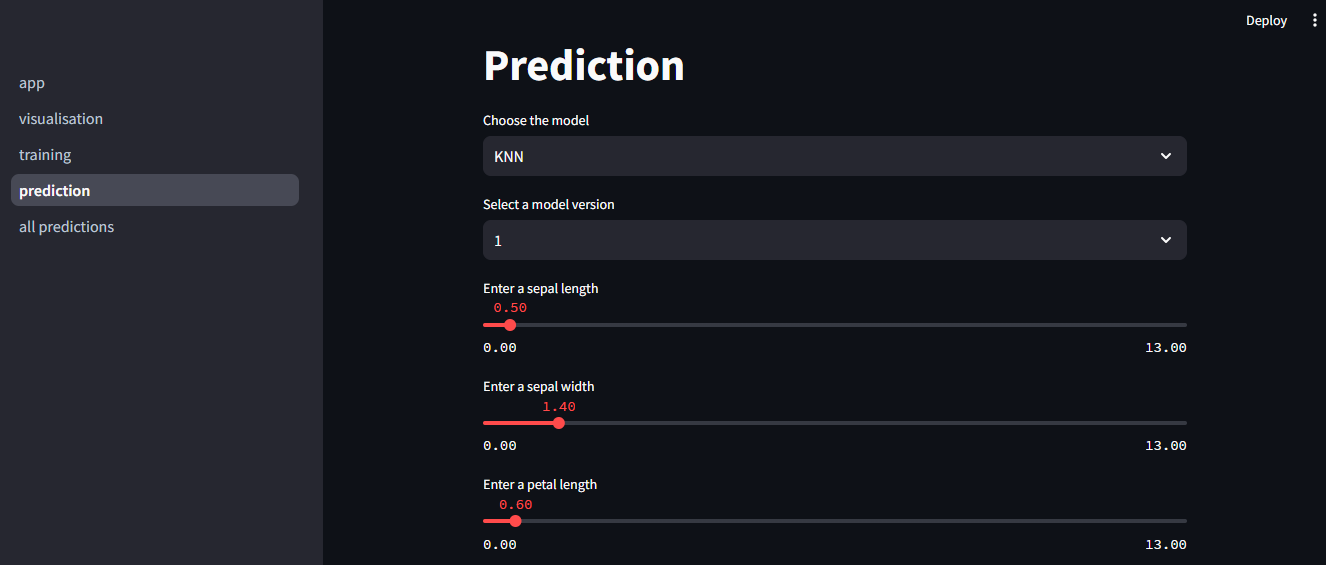 Deploy
app
visualisation
training
prediction
all predictions
Prediction
Choose the model
KNN
Select a model version
1
Enter a sepal length
0.50
0.00 13.00
Enter a sepal width
1.40
0.00 13.00
Enter a petal length
0.60
0.00 13.00